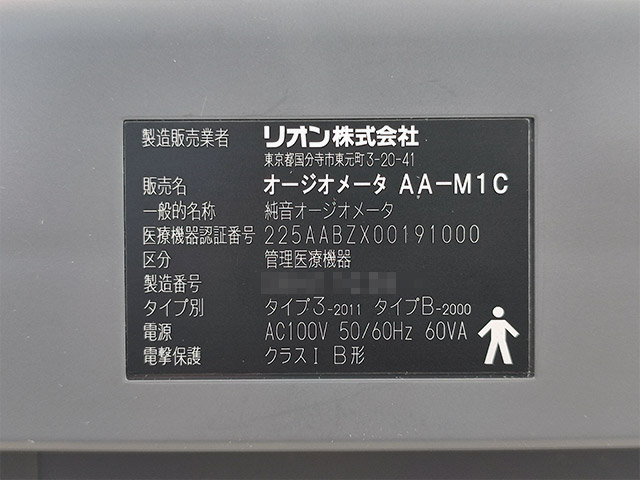 製造販売業者 リオン株式会社
東京都国分寺市東元町3-20-41
販売名 オージオメータ AA-M1C
一般的名称 純音オージオメータ
医療機器認証番号 225AABZX00191000
区分 管理医療機器
製造番号
タイプ別 タイプ3-2011 タイプB-2000
電源 AC100V 50/60Hz 60VA
電撃保護 クラスI B形